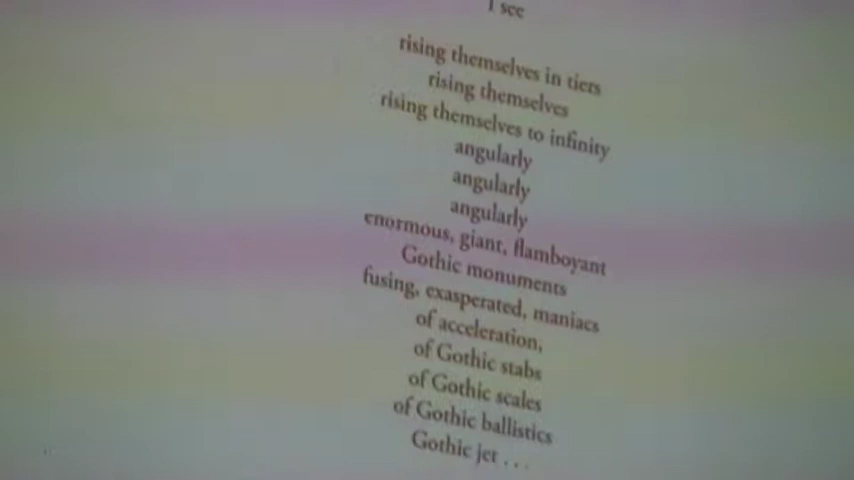 I see
rising themselves in tiers
rising themselves
rising themselves to infinity
angularly
angularly
angularly
enormous, giant, flamboyant
Gothic monuments
fusing, exasperated, maniacs
of acceleration,
of Gothic stabs
of Gothic scales
of Gothic ballistics
Gothic jet . . .